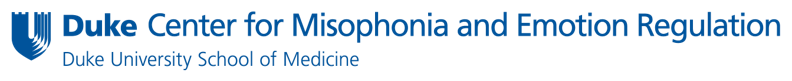 Duke Center for Misophonia and Emotion Regulation
Duke University School of Medicine